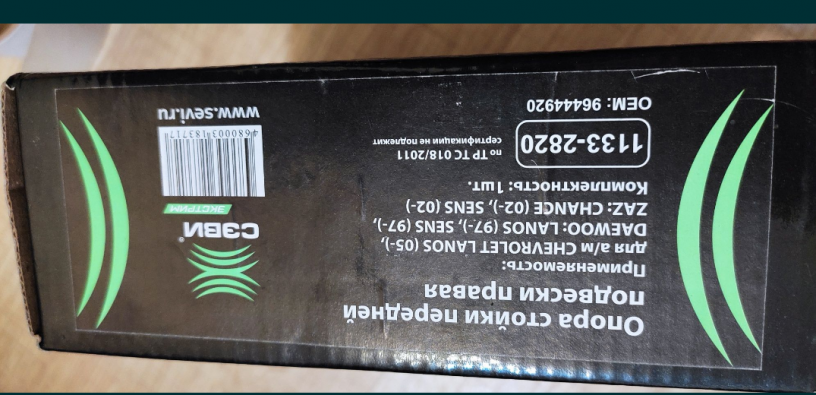 Опора стойки передней
подвески правая
Применяемость:
для а/м CHEVROLET LANOS (05-),
DAEWOO: LANOS (97-), SENS (97-),
ZAZ: CHANCE (02-), SENS (02-)
Комплектность: 1шт.
1133-2820
по ТР ТС 018/2011
сертификации не подлежит
OEM: 96444920
СЭВИ®
ЭКСТРИМ
4680003183717
www.sevi.ru